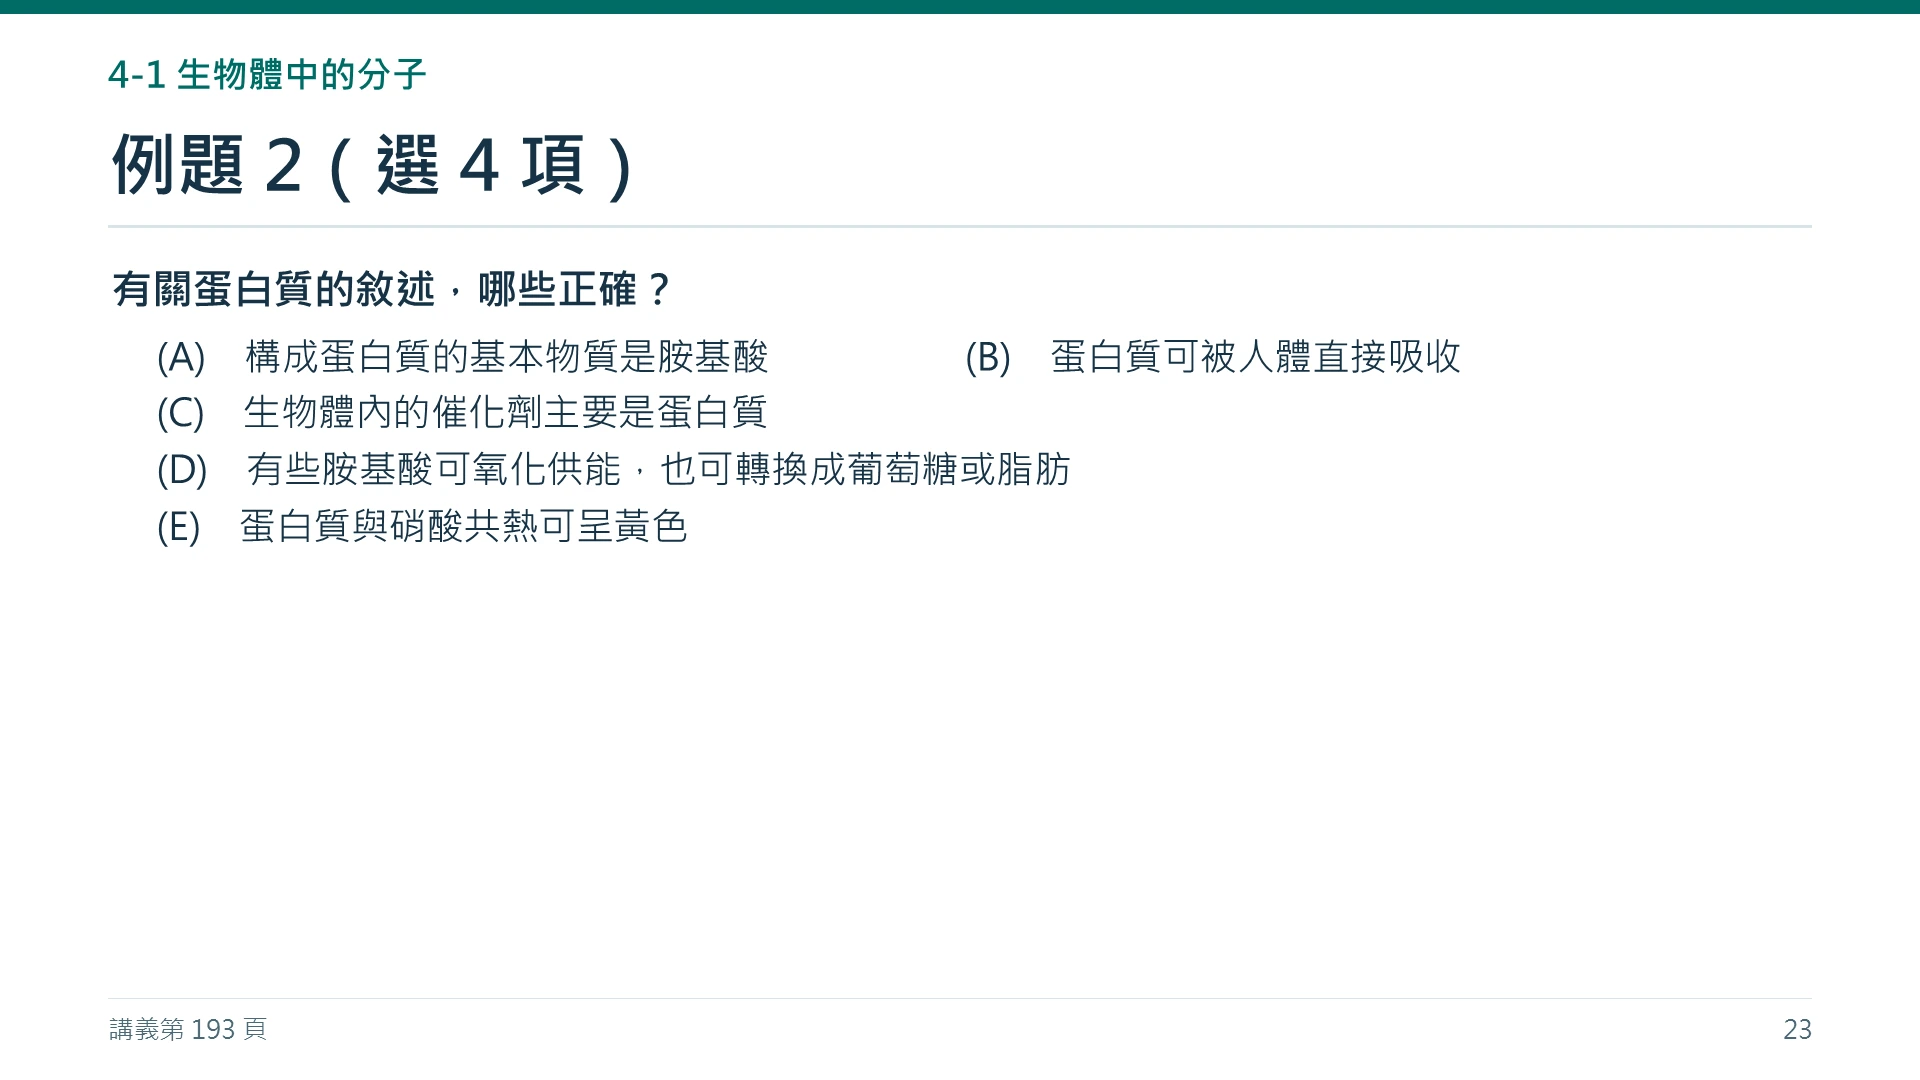 4-1 生物體中的分子
例題 2（選 4 項）
有關蛋白質的敘述，哪些正確？
(A) 構成蛋白質的基本物質是胺基酸 (B) 蛋白質可被人體直接吸收
(C) 生物體內的催化劑主要是蛋白質
(D) 有些胺基酸可氧化供能，也可轉換成葡萄糖或脂肪
(E) 蛋白質與硝酸共熱可呈黃色
講義第 193 頁 23